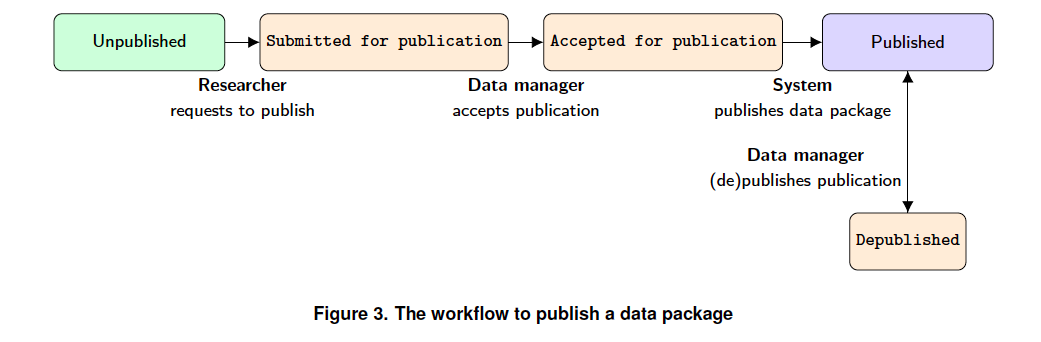 Unpublished
Submitted for publication
Accepted for publication
Published
Researcher
requests to publish
Data manager
accepts publication
System
publishes data package
Data manager
(de)publishes publication
Depublished
Figure 3. The workflow to publish a data package